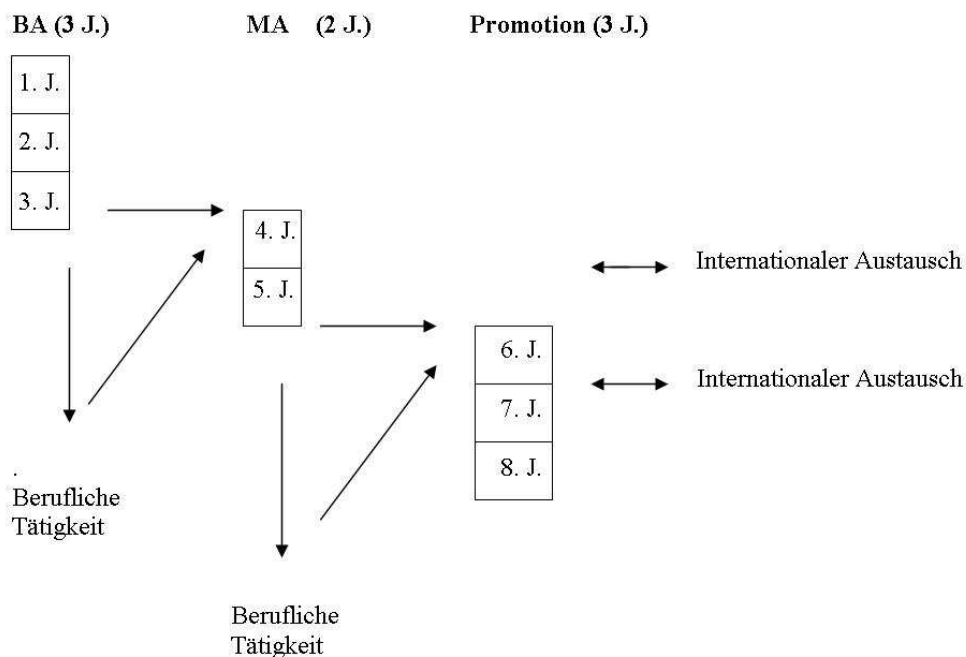 BA (3 J.) MA (2 J.) Promotion (3 J.)
1. J.
2. J.
3. J.
4. J.
5. J.
Internationaler Austausch
6. J.
7. J.
Internationaler Austausch
8. J.
.
Berufliche
Tätigkeit
Berufliche
Tätigkeit